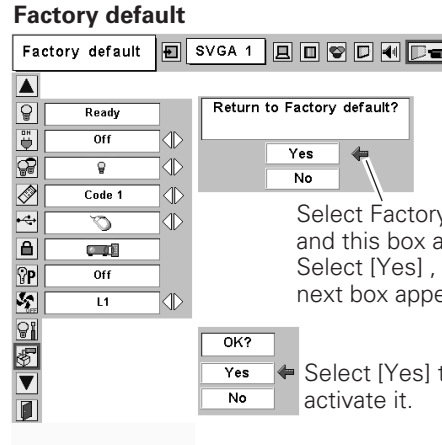 Factory default
Factory default
SVGA 1
Ready
Off
Code 1
P
Off
OFF
L1
Return to Factory default?
Yes
No
Select Factory
and this box a
Select [Yes] ,
next box appe
OK?
Yes
No
Select [Yes] t
activate it.